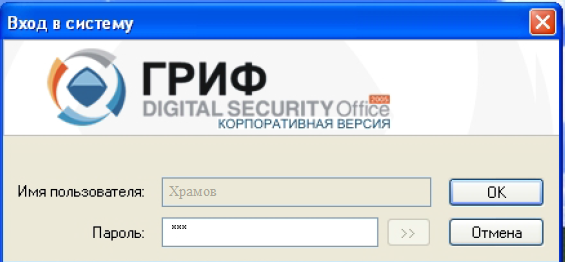 Вход в систему
ГРИФ
DIGITAL SECURITY Office 2005
КОРПОРАТИВНАЯ ВЕРСИЯ
Имя пользователя: Храмов OK
Пароль: *** >> Отмена